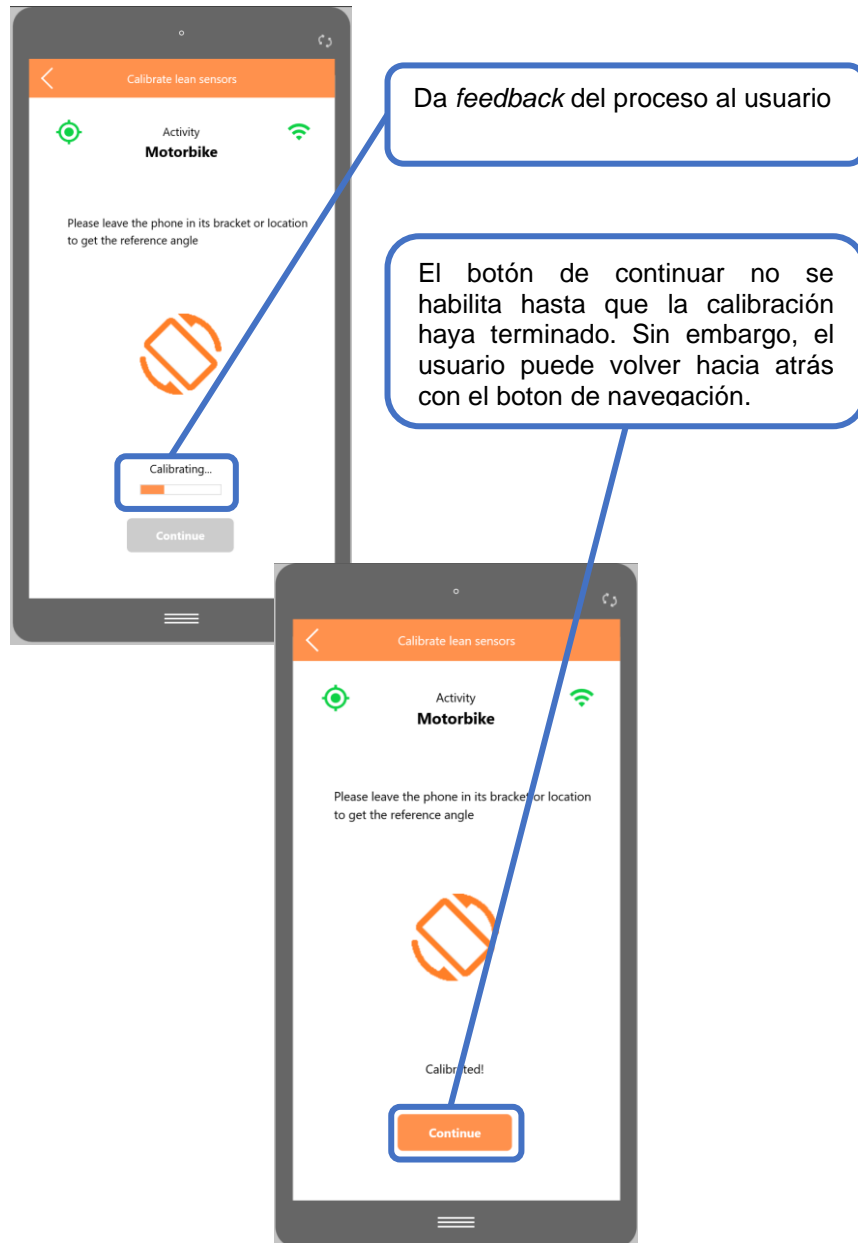 Calibrate lean sensors
Activity
Motorbike
Please leave the phone in its bracket or location
to get the reference angle
Calibrating...
Continue
Da feedback del proceso al usuario
El botón de continuar no se
habilita hasta que la calibración
haya terminado. Sin embargo, el
usuario puede volver hacia atrás
con el boton de navegación.
Calibrate lean sensors
Activity
Motorbike
Please leave the phone in its bracket or location
to get the reference angle
Calibrated!
Continue